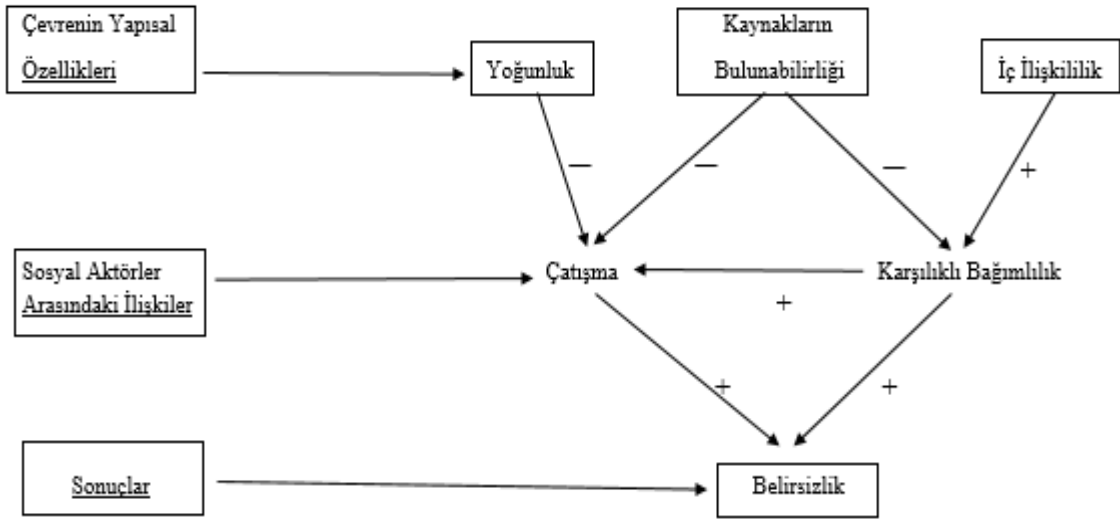 Çevrenin Yapısal
Özellikleri
Yoğunluk
Kaynakların
Bulunabilirliği
İç İlişkililik
—
—
—
+
Sosyal Aktörler
Arasındaki İlişkiler
Çatışma
Karşılıklı Bağımlılık
+
+
+
Sonuçlar
Belirsizlik